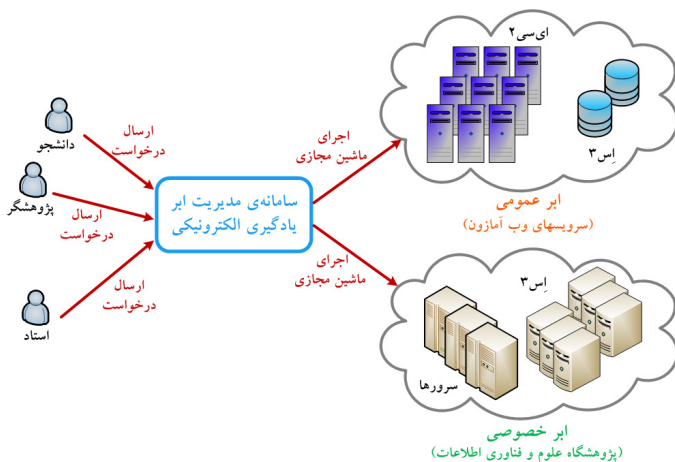 ای‌سی۲
اِس۳
ابر عمومی
(سرویسهای وب آمازون)
دانشجو
ارسال
درخواست
پژوهشگر
ارسال
درخواست
استاد
ارسال
درخواست
سامانه‌ی مدیریت ابر
یادگیری الکترونیکی
اجرای
ماشین مجازی
اجرای
ماشین مجازی
اِس۳
سرورها
ابر خصوصی
(پژوهشگاه علوم و فناوری اطلاعات)